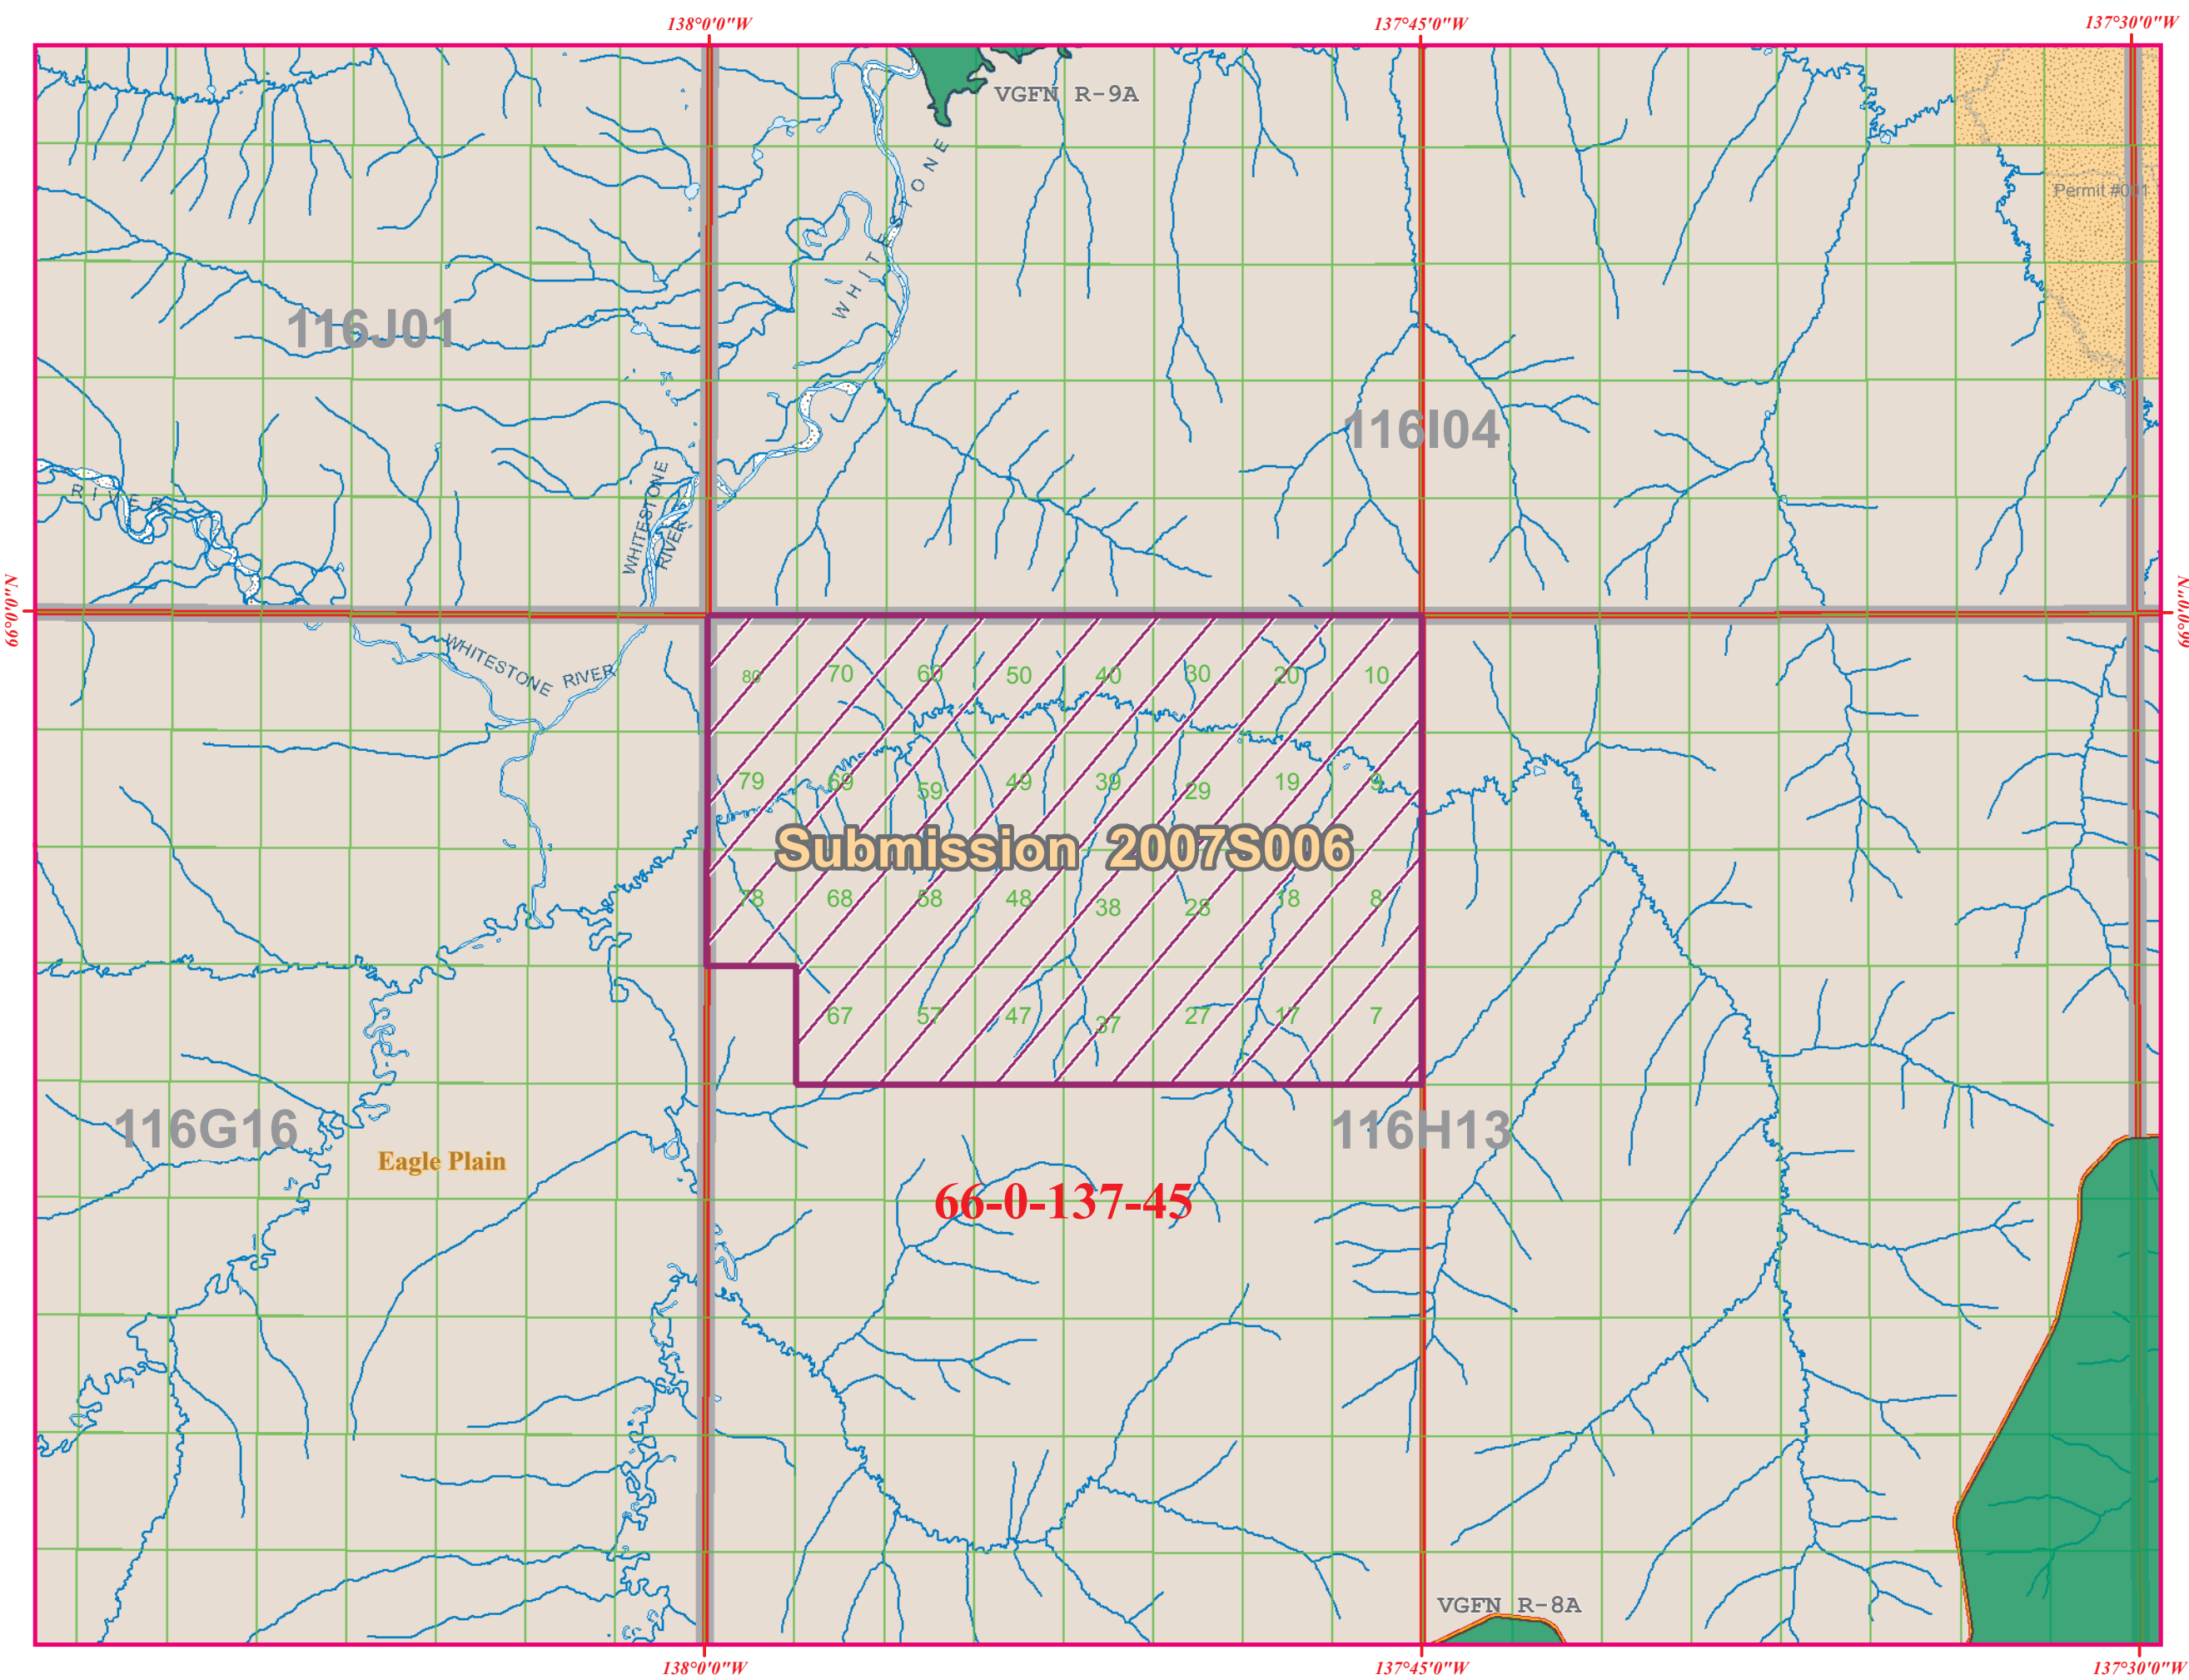 138°0'0"W 137°45'0"W 137°30'0"W
VGFN R-9A
WHITESTONE
Permit #001
116J01
116I04
RIVER
WHITESTONE
RIVER
66°0'0"N 66°0'0"N
WHITESTONE RIVER
80 70 60 50 40 30 20 10
79 69 59 49 39 29 19 9
Submission 2007S006
78 68 58 48 38 28 18 8
67 57 47 37 27 17 7
116G16
116H13
Eagle Plain
66-0-137-45
VGFN R-8A
138°0'0"W 137°45'0"W 137°30'0"W